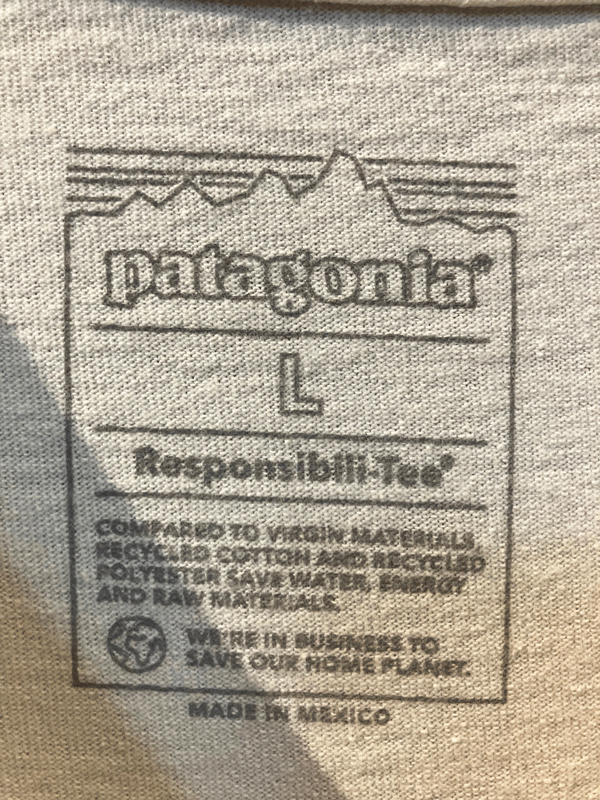 patagonia®
L
Responsibili-Tee®
COMPARED TO VIRGIN MATERIALS,
RECYCLED COTTON AND RECYCLED
POLYESTER SAVE WATER, ENERGY
AND RAW MATERIALS.
WE'RE IN BUSINESS TO
SAVE OUR HOME PLANET.
MADE IN MEXICO